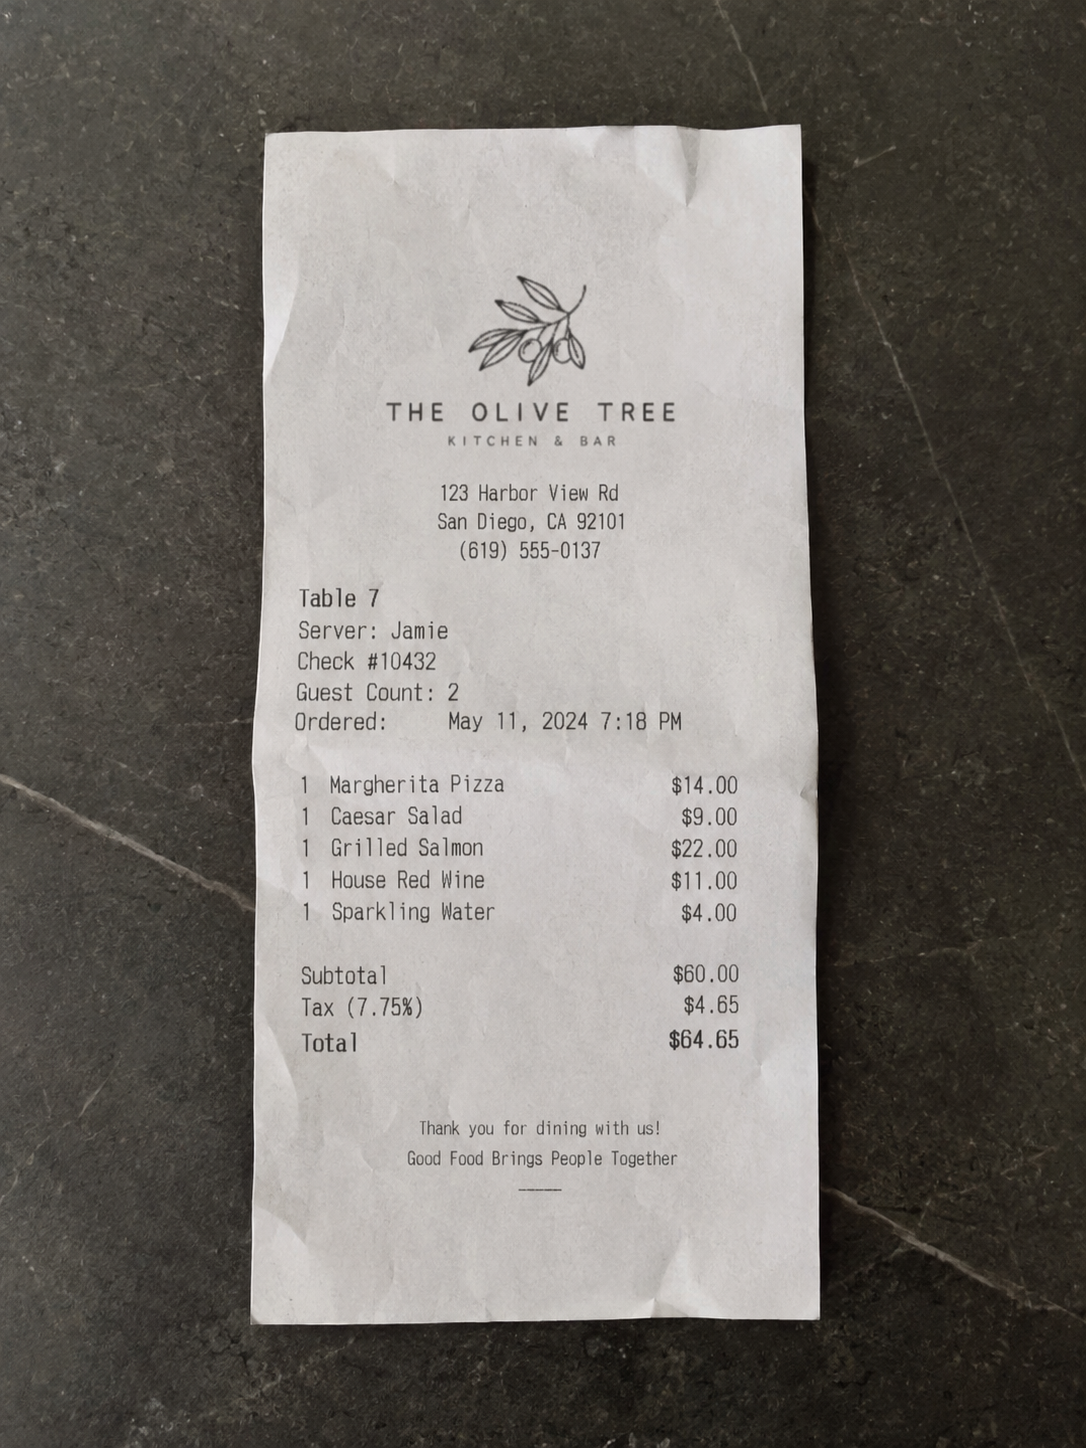 THE OLIVE TREE
KITCHEN & BAR
123 Harbor View Rd
San Diego, CA 92101
(619) 555-0137
Table 7
Server: Jamie
Check #10432
Guest Count: 2
Ordered: May 11, 2024 7:18 PM
1 Margherita Pizza $14.00
1 Caesar Salad $9.00
1 Grilled Salmon $22.00
1 House Red Wine $11.00
1 Sparkling Water $4.00
Subtotal $60.00
Tax (7.75%) $4.65
Total $64.65
Thank you for dining with us!
Good Food Brings People Together